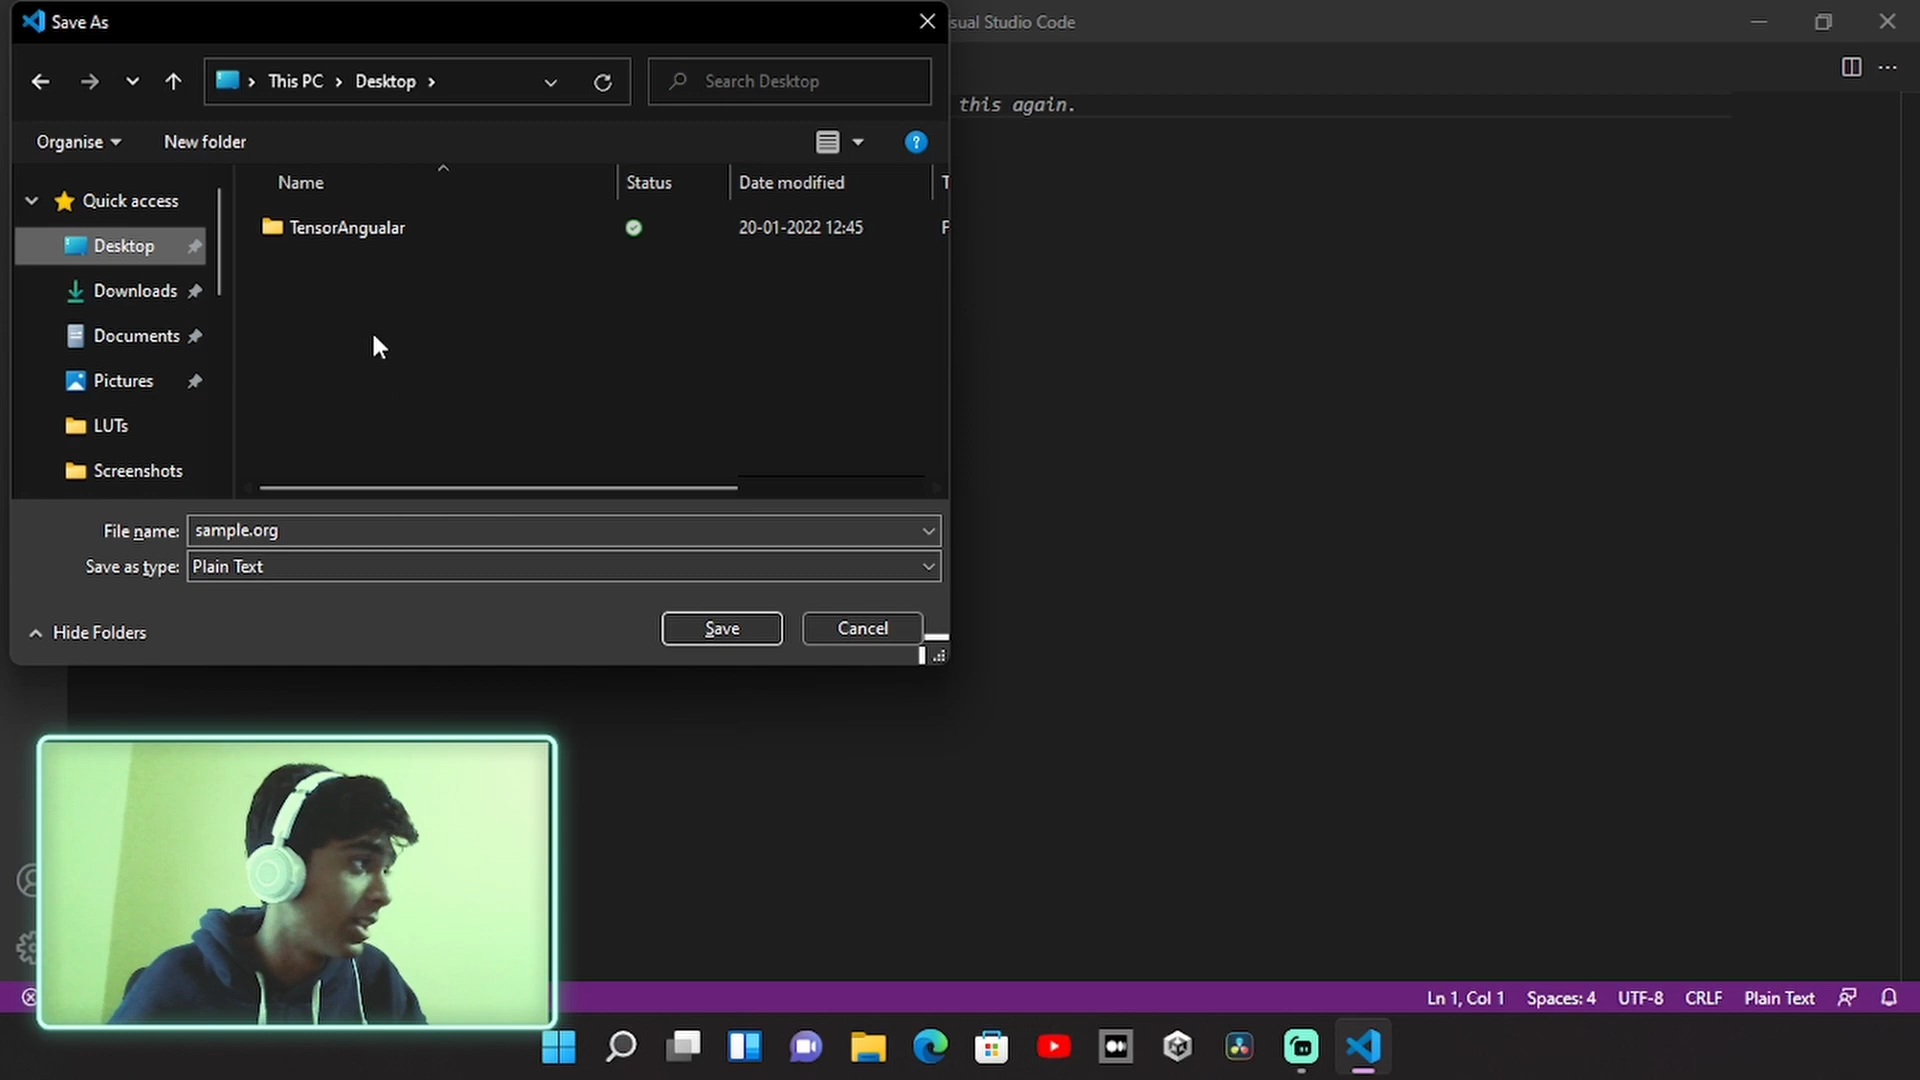 Save As
sual Studio Code
This PC
Desktop
Search Desktop
this again.
Organise
New folder
?
Name
Status
Date modified
T
Quick access
TensorAngualar
20-01-2022 12:45
F
Desktop
Downloads
Documents
Pictures
LUTs
Screenshots
File name:
sample.org
Save as type:
Plain Text
Hide Folders
Save
Cancel
Ln 1, Col 1
Spaces: 4
UTF-8
CRLF
Plain Text